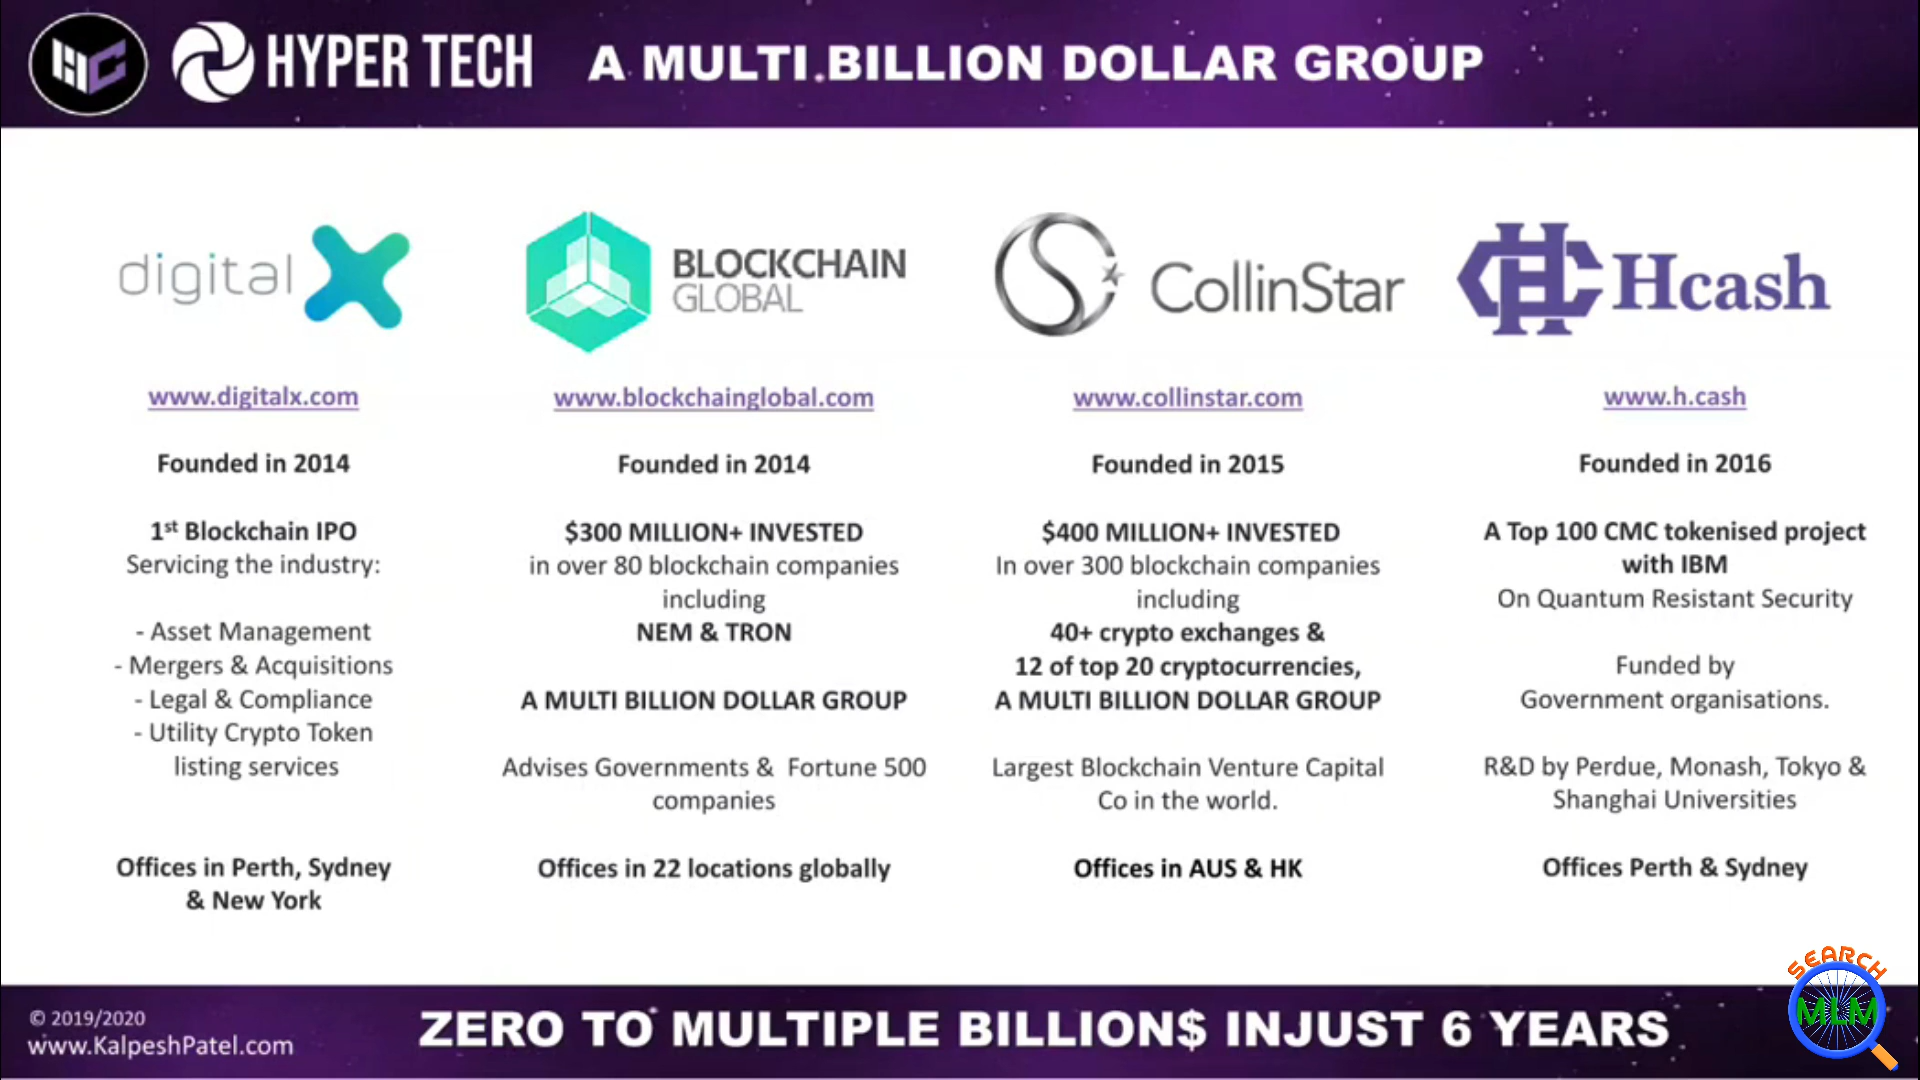 HC HYPER TECH A MULTI BILLION DOLLAR GROUP
digital X
BLOCKCHAIN
GLOBAL
CollinStar
Hcash
www.digitalx.com
Founded in 2014
1st Blockchain IPO
Servicing the industry:
- Asset Management
- Mergers & Acquisitions
- Legal & Compliance
- Utility Crypto Token
listing services
Offices in Perth, Sydney
& New York
www.blockchainglobal.com
Founded in 2014
$300 MILLION+ INVESTED
in over 80 blockchain companies
including
NEM & TRON
A MULTI BILLION DOLLAR GROUP
Advises Governments & Fortune 500
companies
Offices in 22 locations globally
www.collinstar.com
Founded in 2015
$400 MILLION+ INVESTED
In over 300 blockchain companies
including
40+ crypto exchanges &
12 of top 20 cryptocurrencies,
A MULTI BILLION DOLLAR GROUP
Largest Blockchain Venture Capital
Co in the world.
Offices in AUS & HK
www.h.cash
Founded in 2016
A Top 100 CMC tokenised project
with IBM
On Quantum Resistant Security
Funded by
Government organisations.
R&D by Perdue, Monash, Tokyo &
Shanghai Universities
Offices Perth & Sydney
© 2019/2020
www.KalpeshPatel.com
ZERO TO MULTIPLE BILLION$ INJUST 6 YEARS
SEARCH
MLM